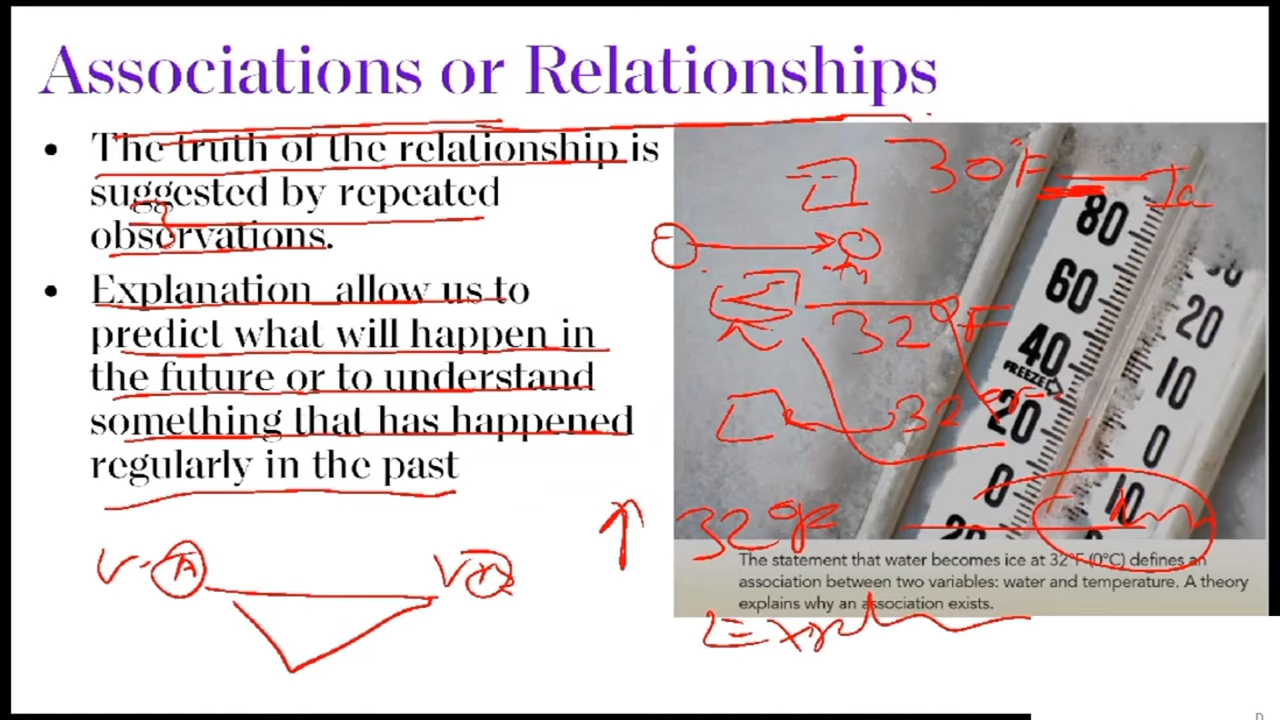 Associations or Relationships
• The truth of the relationship is
suggested by repeated
observations.
• Explanation allow us to
predict what will happen in
the future or to understand
something that has happened
regularly in the past
30°F
32°F
32°F
80
60
40
FREEZE
20
0
20
20
10
0
10
The statement that water becomes ice at 32°F (0°C) defines an
association between two variables: water and temperature. A theory
explains why an association exists.